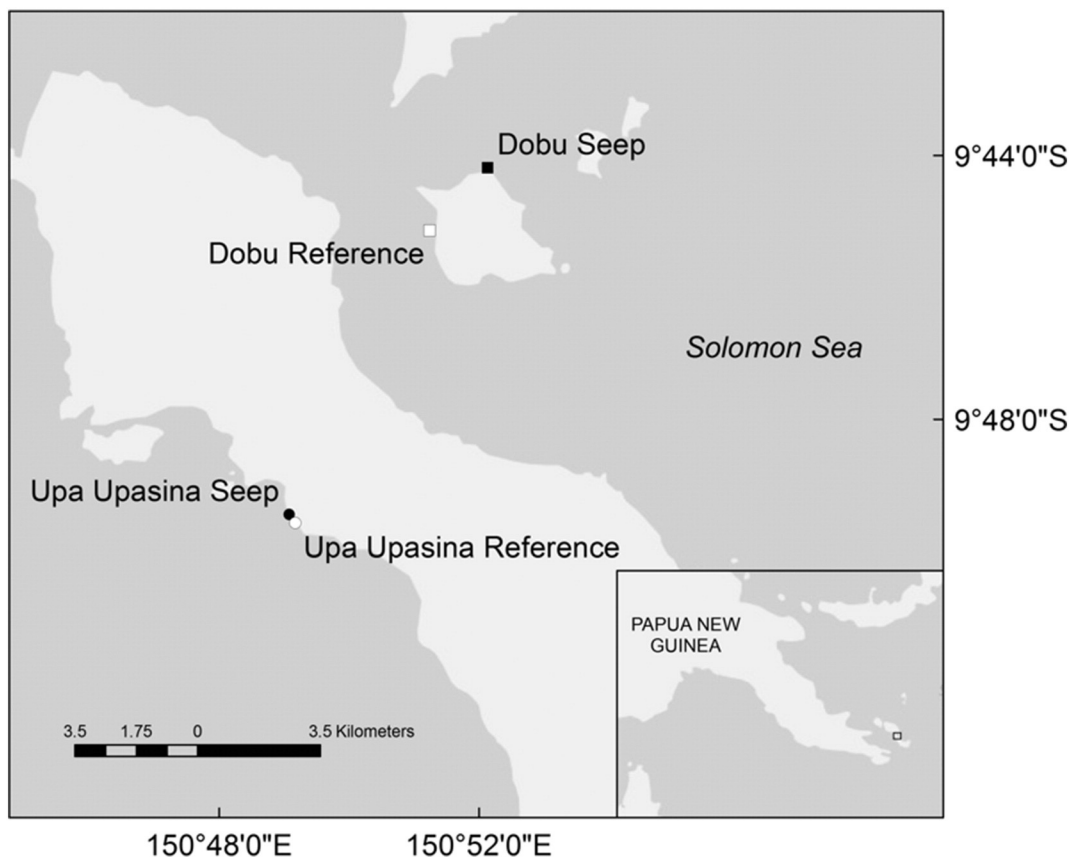 Dobu Seep
9°44'0"S
Dobu Reference
Solomon Sea
9°48'0"S
Upa Upasina Seep
Upa Upasina Reference
PAPUA NEW
GUINEA
3.5 1.75 0 3.5 Kilometers
150°48'0"E 150°52'0"E